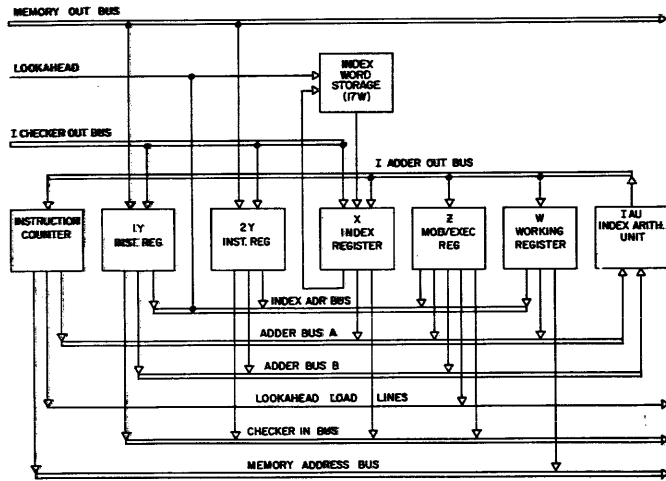 MEMORY OUT BUS
LOOKAHEAD
INDEX
WORD
STORAGE
(17W)
I CHECKER OUT BUS
I ADDER OUT BUS
INSTRUCTION
COUNTER
1Y
INST. REG.
2Y
INST. REG
X
INDEX
REGISTER
Z
MOB/EXEC
REG
W
WORKING
REGISTER
IAU
INDEX ARITH.
UNIT
INDEX ADR BUS
ADDER BUS A
ADDER BUS B
LOOKAHEAD LOAD LINES
CHECKER IN BUS
MEMORY ADDRESS BUS